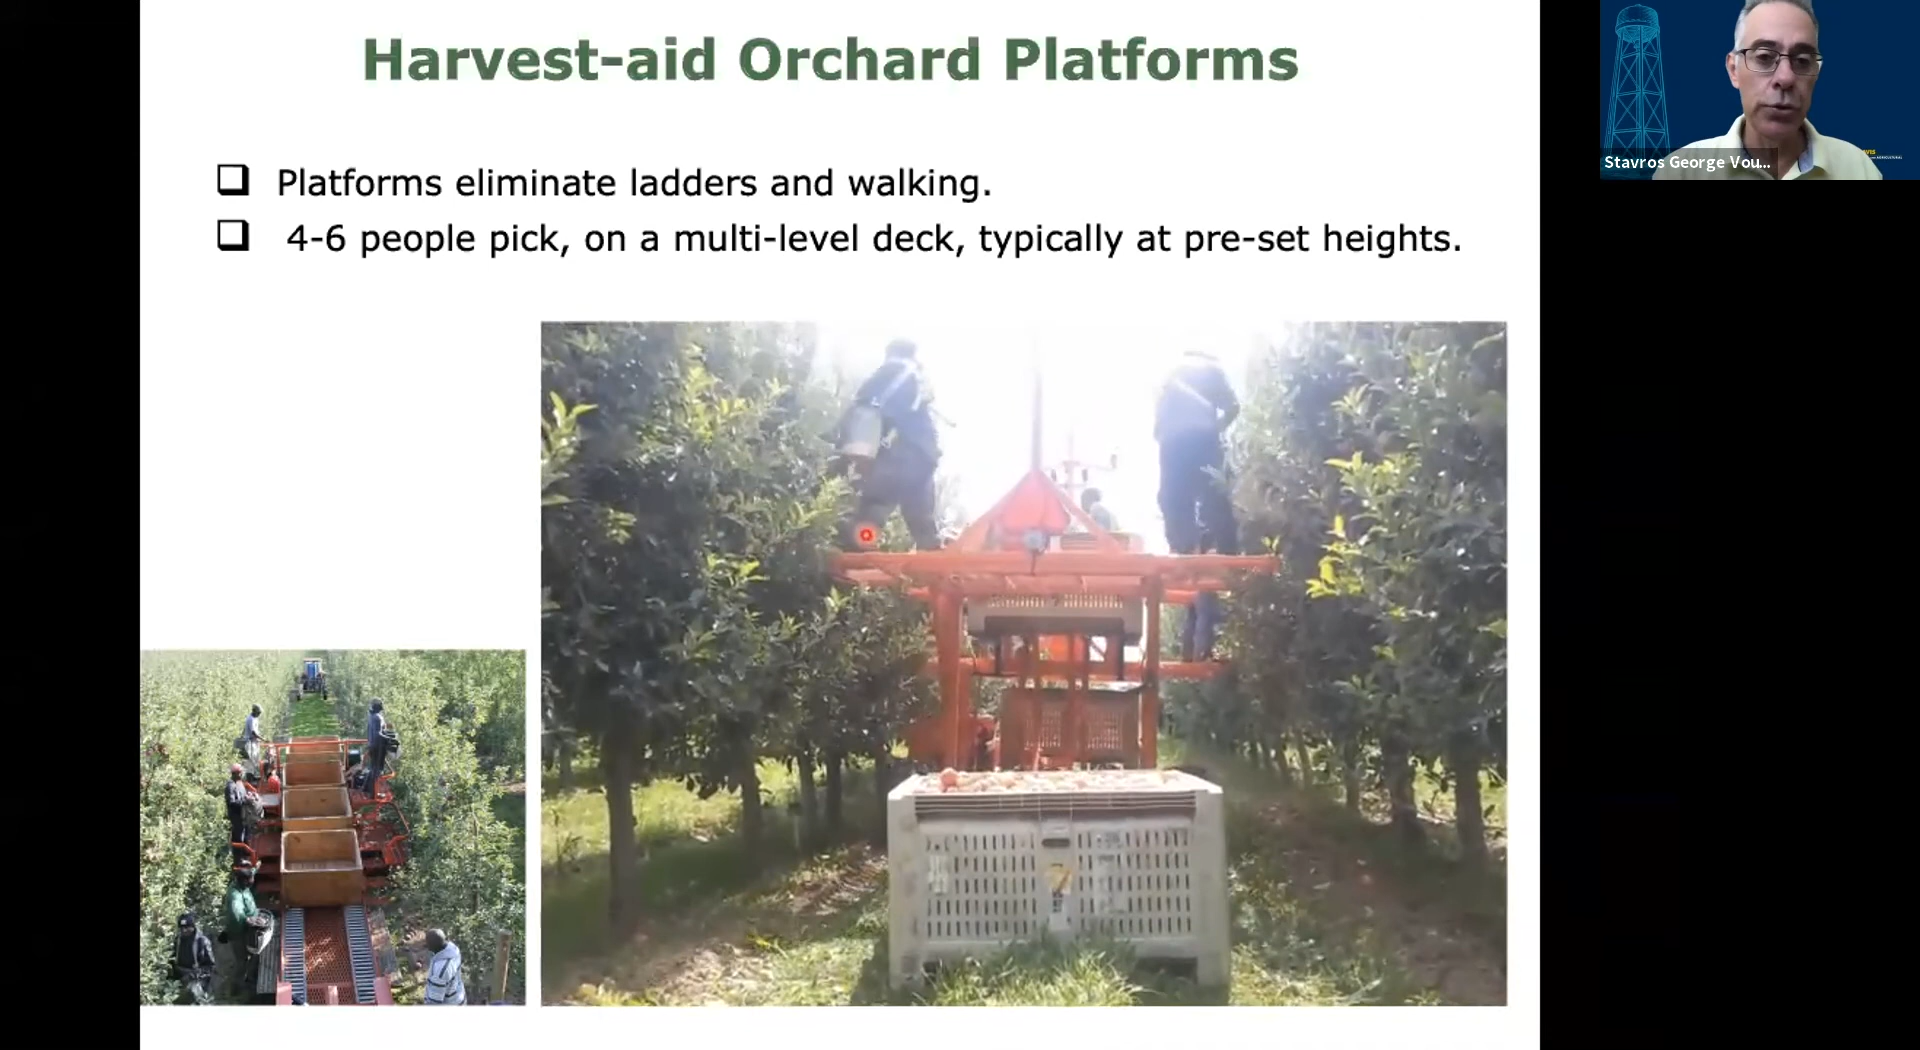 Harvest-aid Orchard Platforms
Platforms eliminate ladders and walking.
4-6 people pick, on a multi-level deck, typically at pre-set heights.
Stavros George Vou...
7